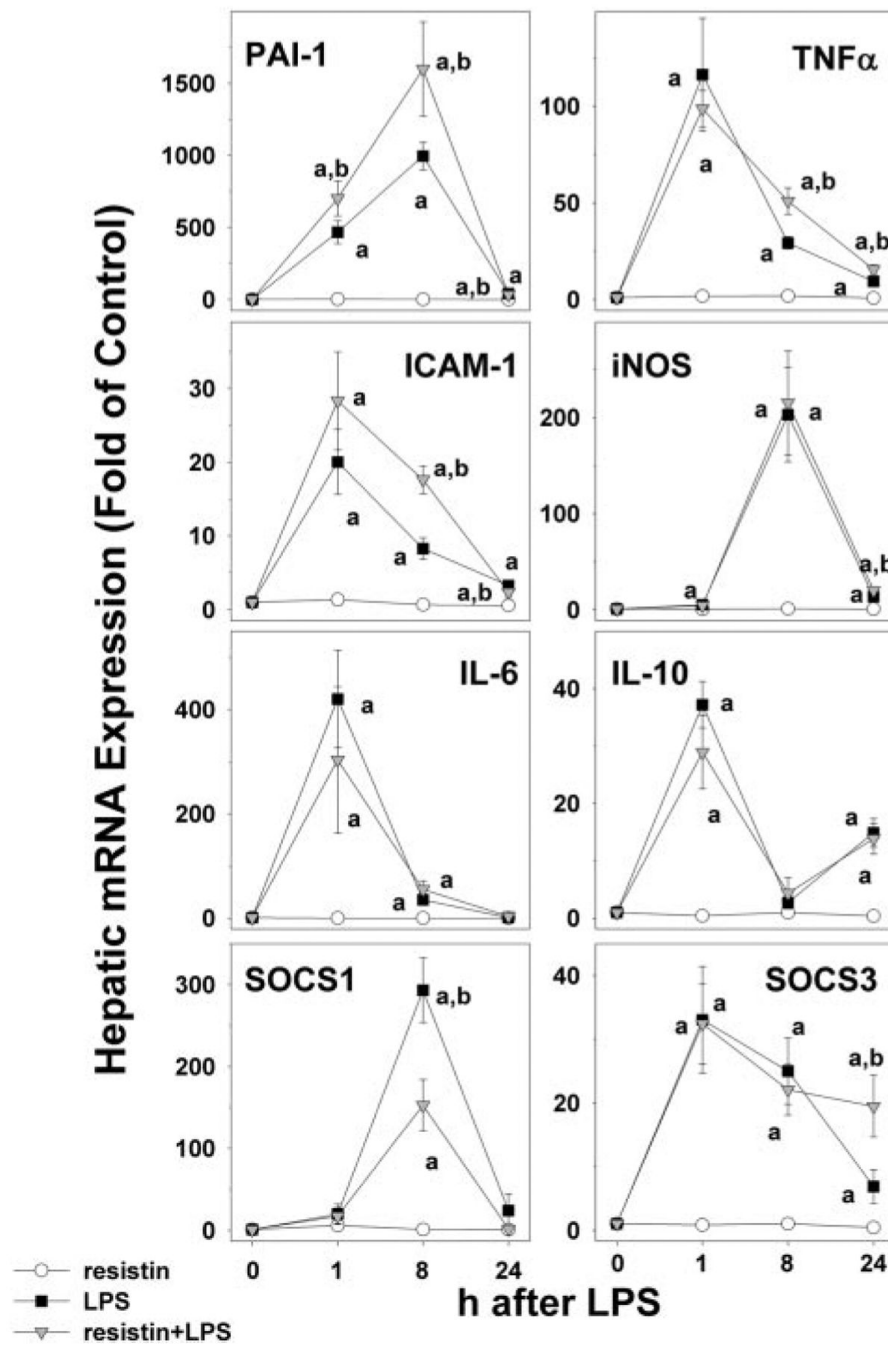 Hepatic mRNA Expression (Fold of Control)
PAI-1
1500
1000
500
0
a,b
a,b
a
a
a
a,b
TNFα
100
50
0
a
a
a,b
a
a,b
a
ICAM-1
30
20
10
0
a
a
a,b
a
a
a,b
iNOS
200
100
0
a
a
a
a,b
a
IL-6
400
200
0
a
a
a
a
IL-10
40
20
0
a
a
a
a
SOCS1
300
200
100
0
a,b
a
SOCS3
40
20
0
a
a
a
a
a,b
a
0 1 8 24
0 1 8 24
h after LPS
resistin
LPS
resistin+LPS